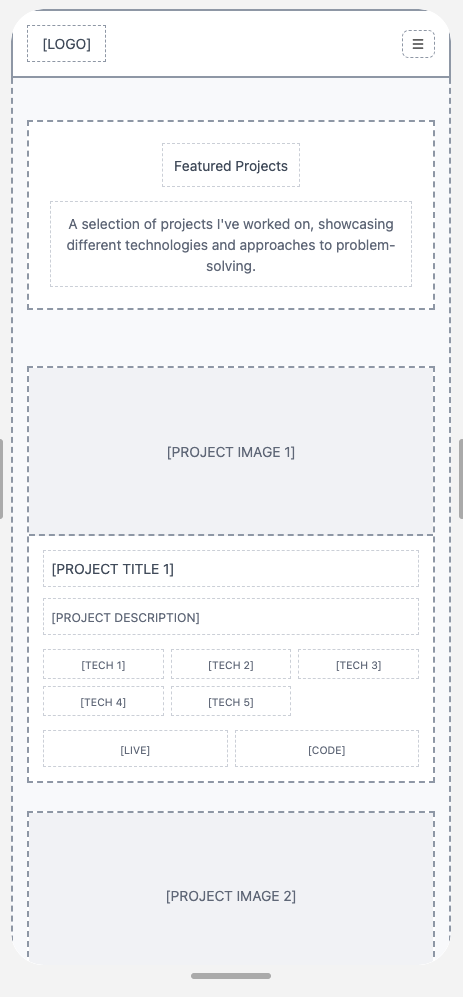 [LOGO]
☰
Featured Projects
A selection of projects I've worked on, showcasing
different technologies and approaches to problem-
solving.
[PROJECT IMAGE 1]
[PROJECT TITLE 1]
[PROJECT DESCRIPTION]
[TECH 1] [TECH 2] [TECH 3]
[TECH 4] [TECH 5]
[LIVE] [CODE]
[PROJECT IMAGE 2]